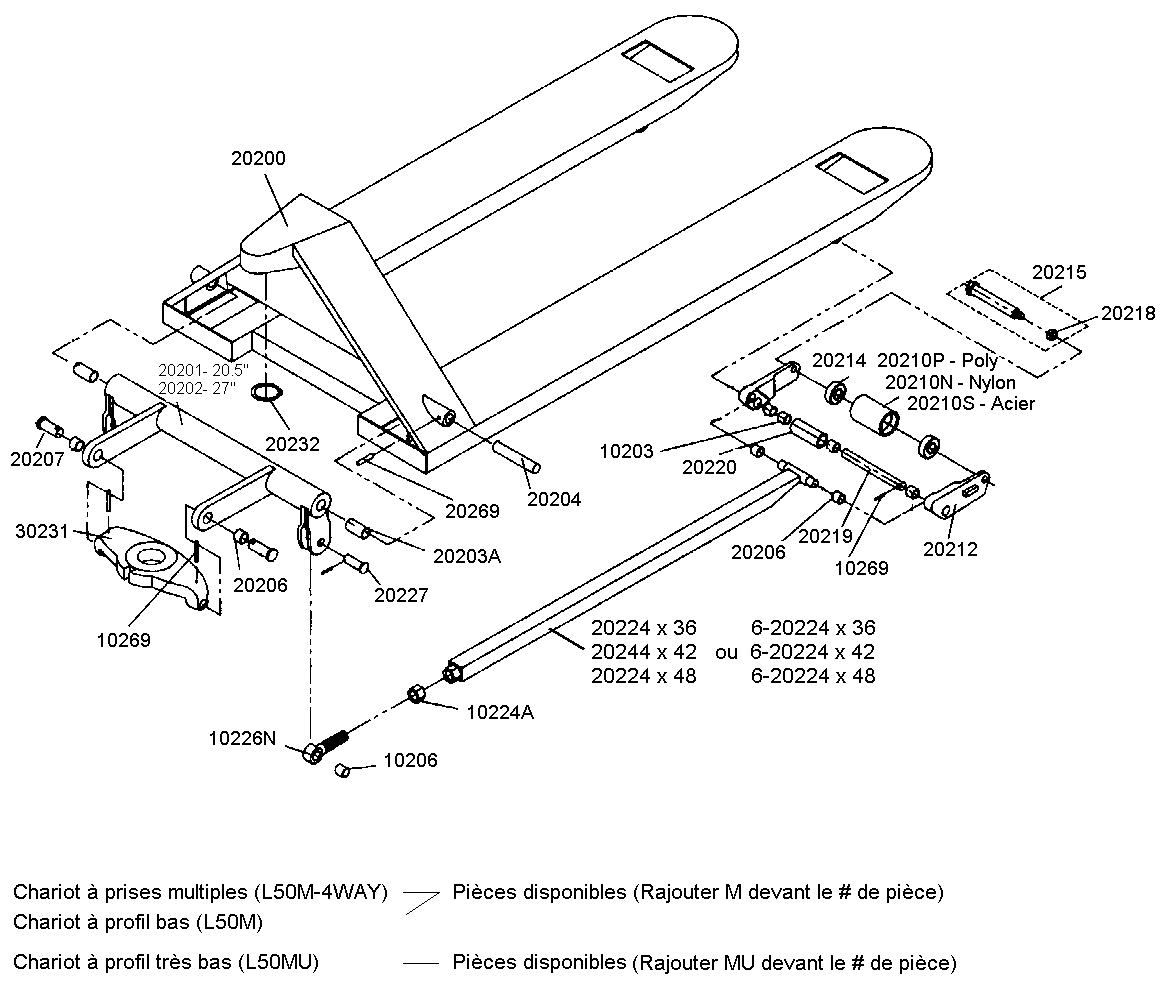 20200
20215
20218
20214 20210P - Poly
20210N - Nylon
20210S - Acier
20201- 20.5"
20202- 27"
20232
20207
10203
20220
20204
20269
30231
20203A
20206
20219
20212
20206
20227
10269
10269
20224 x 36 6-20224 x 36
20244 x 42 ou 6-20224 x 42
20224 x 48 6-20224 x 48
10224A
10226N
10206
Chariot à prises multiples (L50M-4WAY) Pièces disponibles (Rajouter M devant le # de pièce)
Chariot à profil bas (L50M)
Chariot à profil très bas (L50MU) Pièces disponibles (Rajouter MU devant le # de pièce)